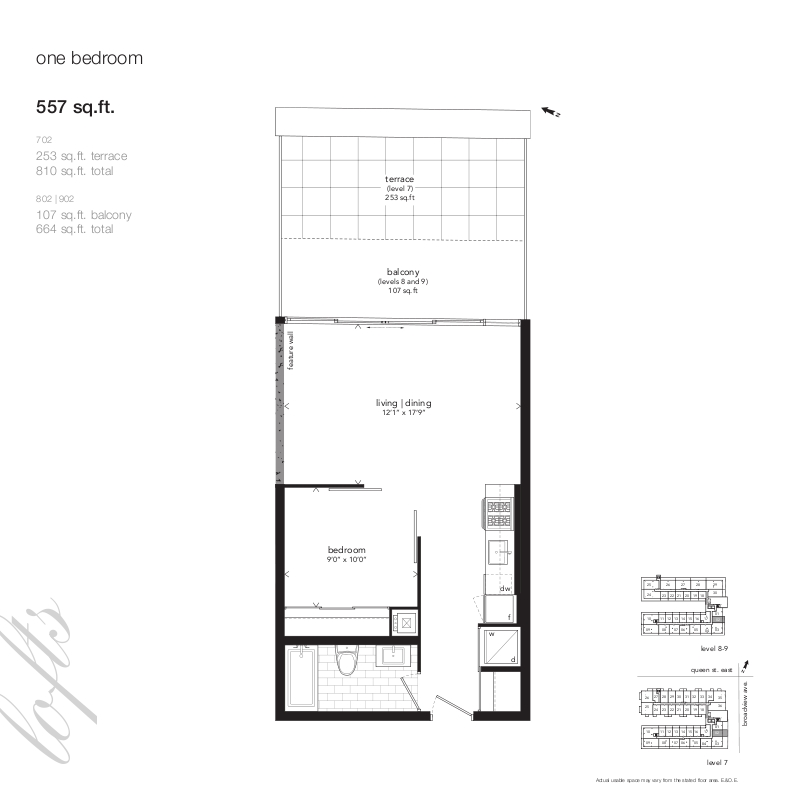 one bedroom
557 sq.ft.
702
253 sq.ft. terrace
810 sq.ft. total
802 | 902
107 sq.ft. balcony
664 sq.ft. total
N
terrace
(level 7)
253 sq.ft
balcony
(levels 8 and 9)
107 sq.ft
feature wall
living | dining
12'1" x 17'9"
bedroom
9'0" x 10'0"
dw
f
w
d
lofts
level 8-9
queen st. east
broadview ave.
level 7
Actual usable space may vary from the stated floor area. E.&O.E.